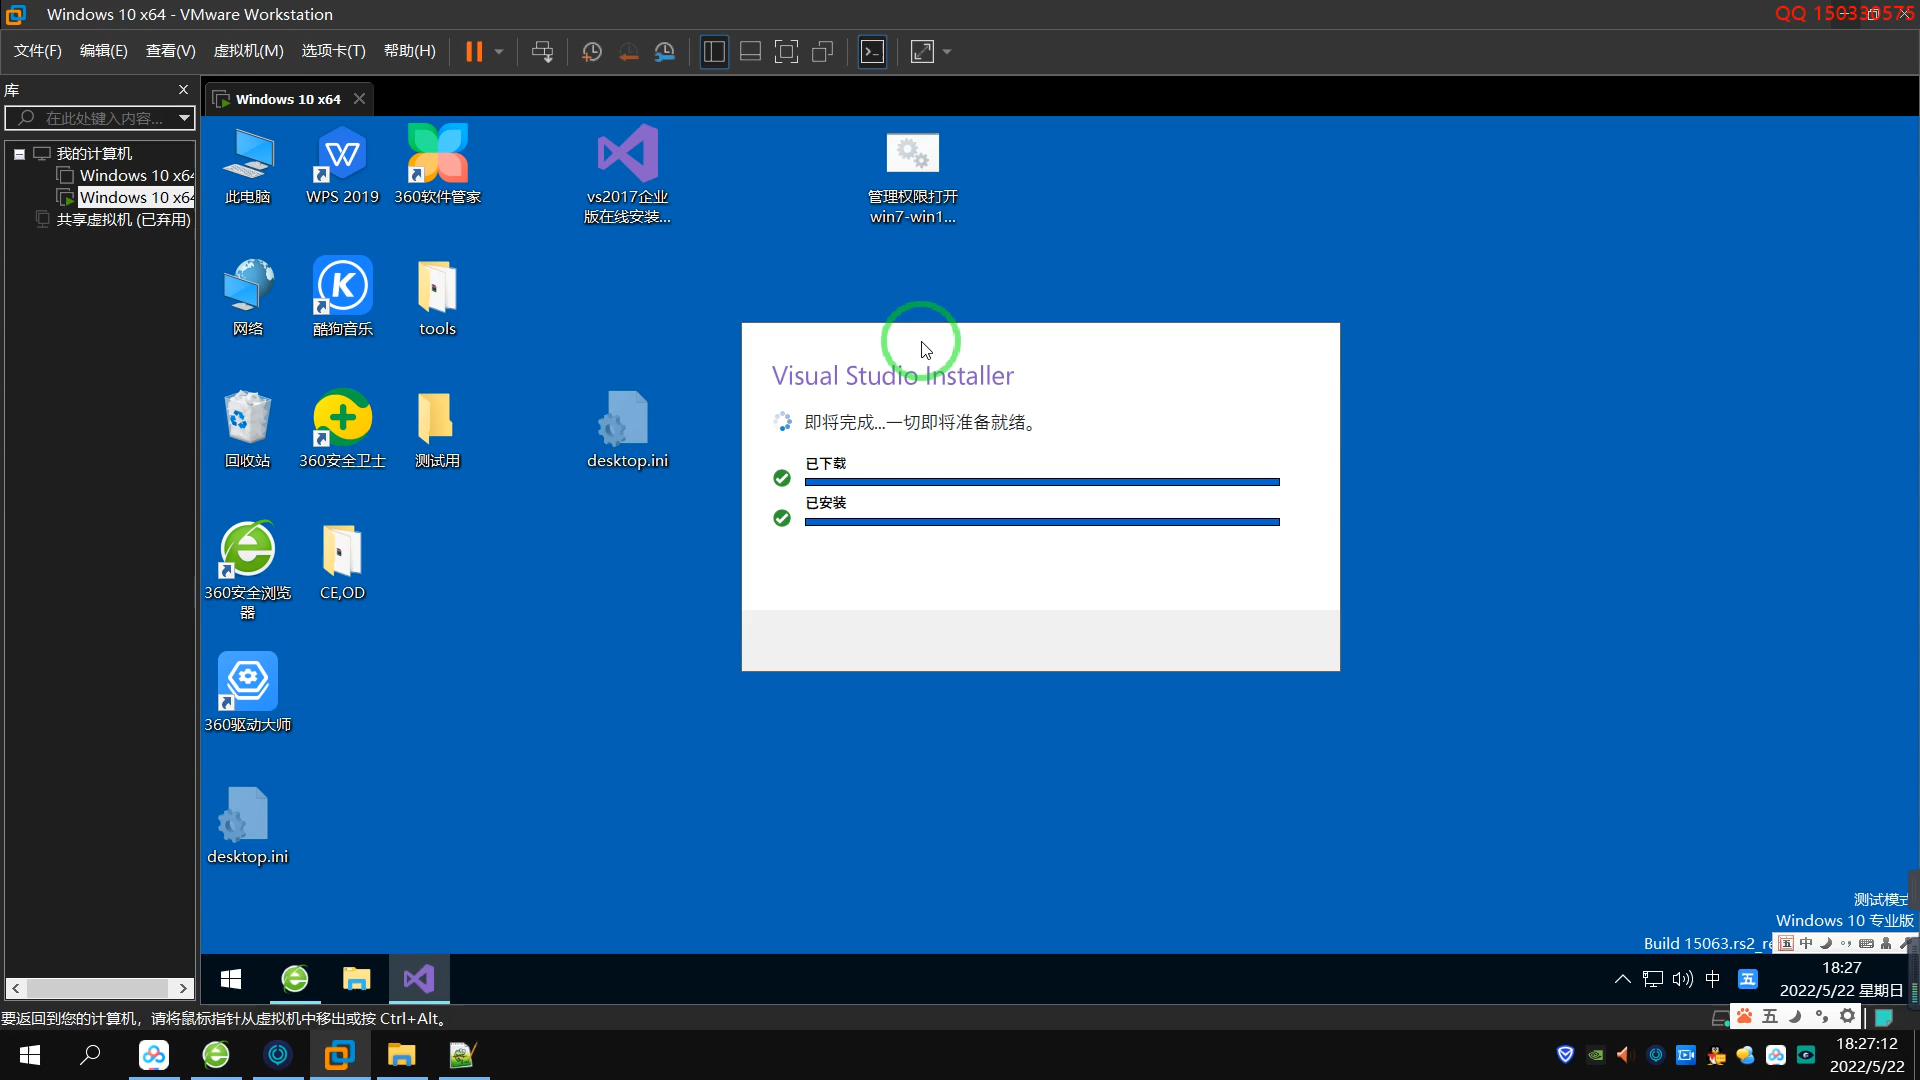 Windows 10 x64 - VMware Workstation
文件(F) 编辑(E) 查看(V) 虚拟机(M) 选项卡(T) 帮助(H)
库
在此处键入内容...
我的计算机
Windows 10 x64
Windows 10 x64
共享虚拟机 (已弃用)
Windows 10 x64
此电脑
WPS 2019
360软件管家
vs2017企业
版在线安装...
管理权限打开
win7-win1...
网络
酷狗音乐
tools
回收站
360安全卫士
测试用
desktop.ini
360安全浏览
器
CE,OD
360驱动大师
desktop.ini
Visual Studio Installer
即将完成...一切即将准备就绪。
已下载
已安装
测试模式
Windows 10 专业版
Build 15063.rs2_re
五 中
中 五
18:27
2022/5/22 星期日
要返回到您的计算机，请将鼠标指针从虚拟机中移出或按 Ctrl+Alt。
五
18:27:12
2022/5/22